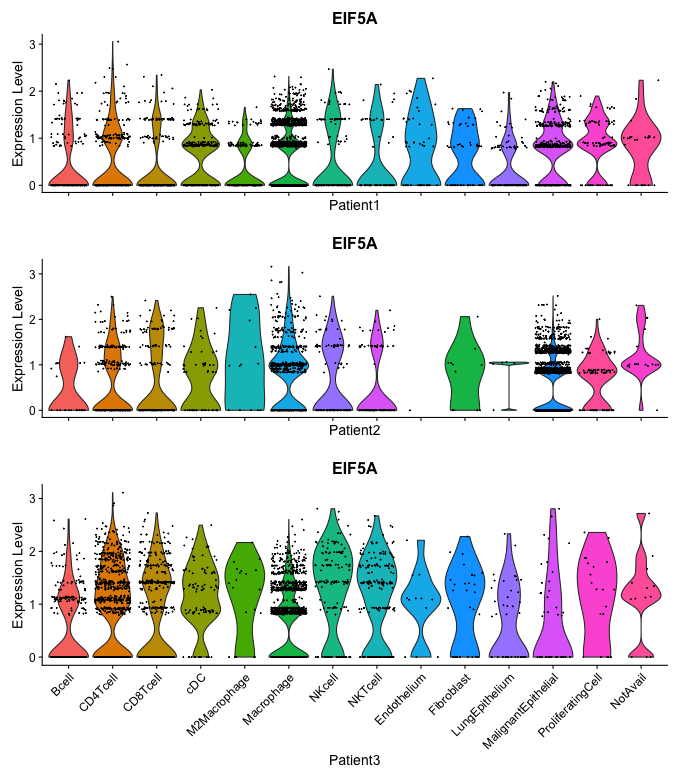 EIF5A
Expression Level
3
2
1
0
Patient1
EIF5A
Expression Level
3
2
1
0
Patient2
EIF5A
Expression Level
3
2
1
0
Bcell
CD4Tcell
CD8Tcell
cDC
M2Macrophage
Macrophage
NKcell
NKTcell
Endothelium
Fibroblast
LungEpithelium
MalignantEpithelial
ProliferatingCell
NotAvail
Patient3